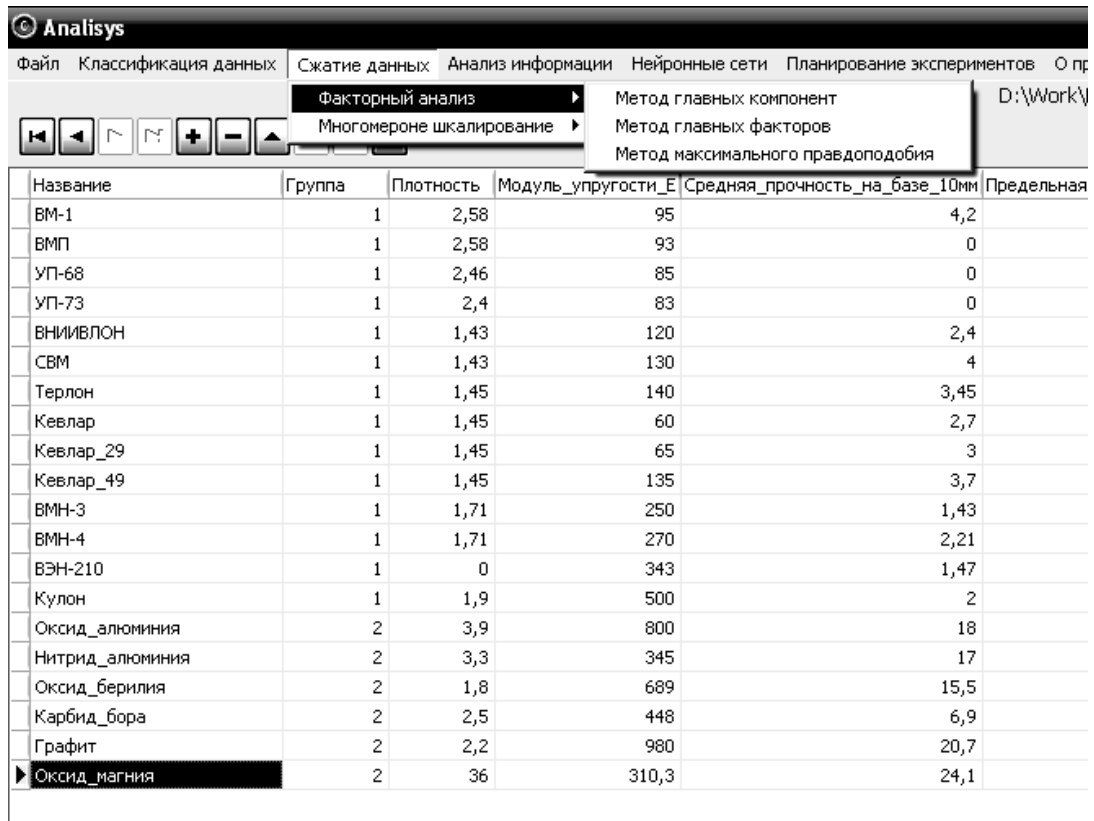 © Analisys
Файл Классификация данных Сжатие данных Анализ информации Нейронные сети Планирование экспериментов О пр
Факторный анализ Метод главных компонент D:\Work\
Многомероне шкалирование Метод главных факторов
Метод максимального правдоподобия
Название Группа Плотность Модуль_упругости_Е Средняя_прочность_на_базе_10мм Предельная
ВМ-1 1 2,58 95 4,2
ВМП 1 2,58 93 0
УП-68 1 2,46 85 0
УП-73 1 2,4 83 0
ВНИИВЛОН 1 1,43 120 2,4
СВМ 1 1,43 130 4
Терлон 1 1,45 140 3,45
Кевлар 1 1,45 60 2,7
Кевлар_29 1 1,45 65 3
Кевлар_49 1 1,45 135 3,7
ВМН-3 1 1,71 250 1,43
ВМН-4 1 1,71 270 2,21
ВЭН-210 1 0 343 1,47
Кулон 1 1,9 500 2
Оксид_алюминия 2 3,9 800 18
Нитрид_алюминия 2 3,3 345 17
Оксид_берилия 2 1,8 689 15,5
Карбид_бора 2 2,5 448 6,9
Графит 2 2,2 980 20,7
Оксид_магния 2 36 310,3 24,1